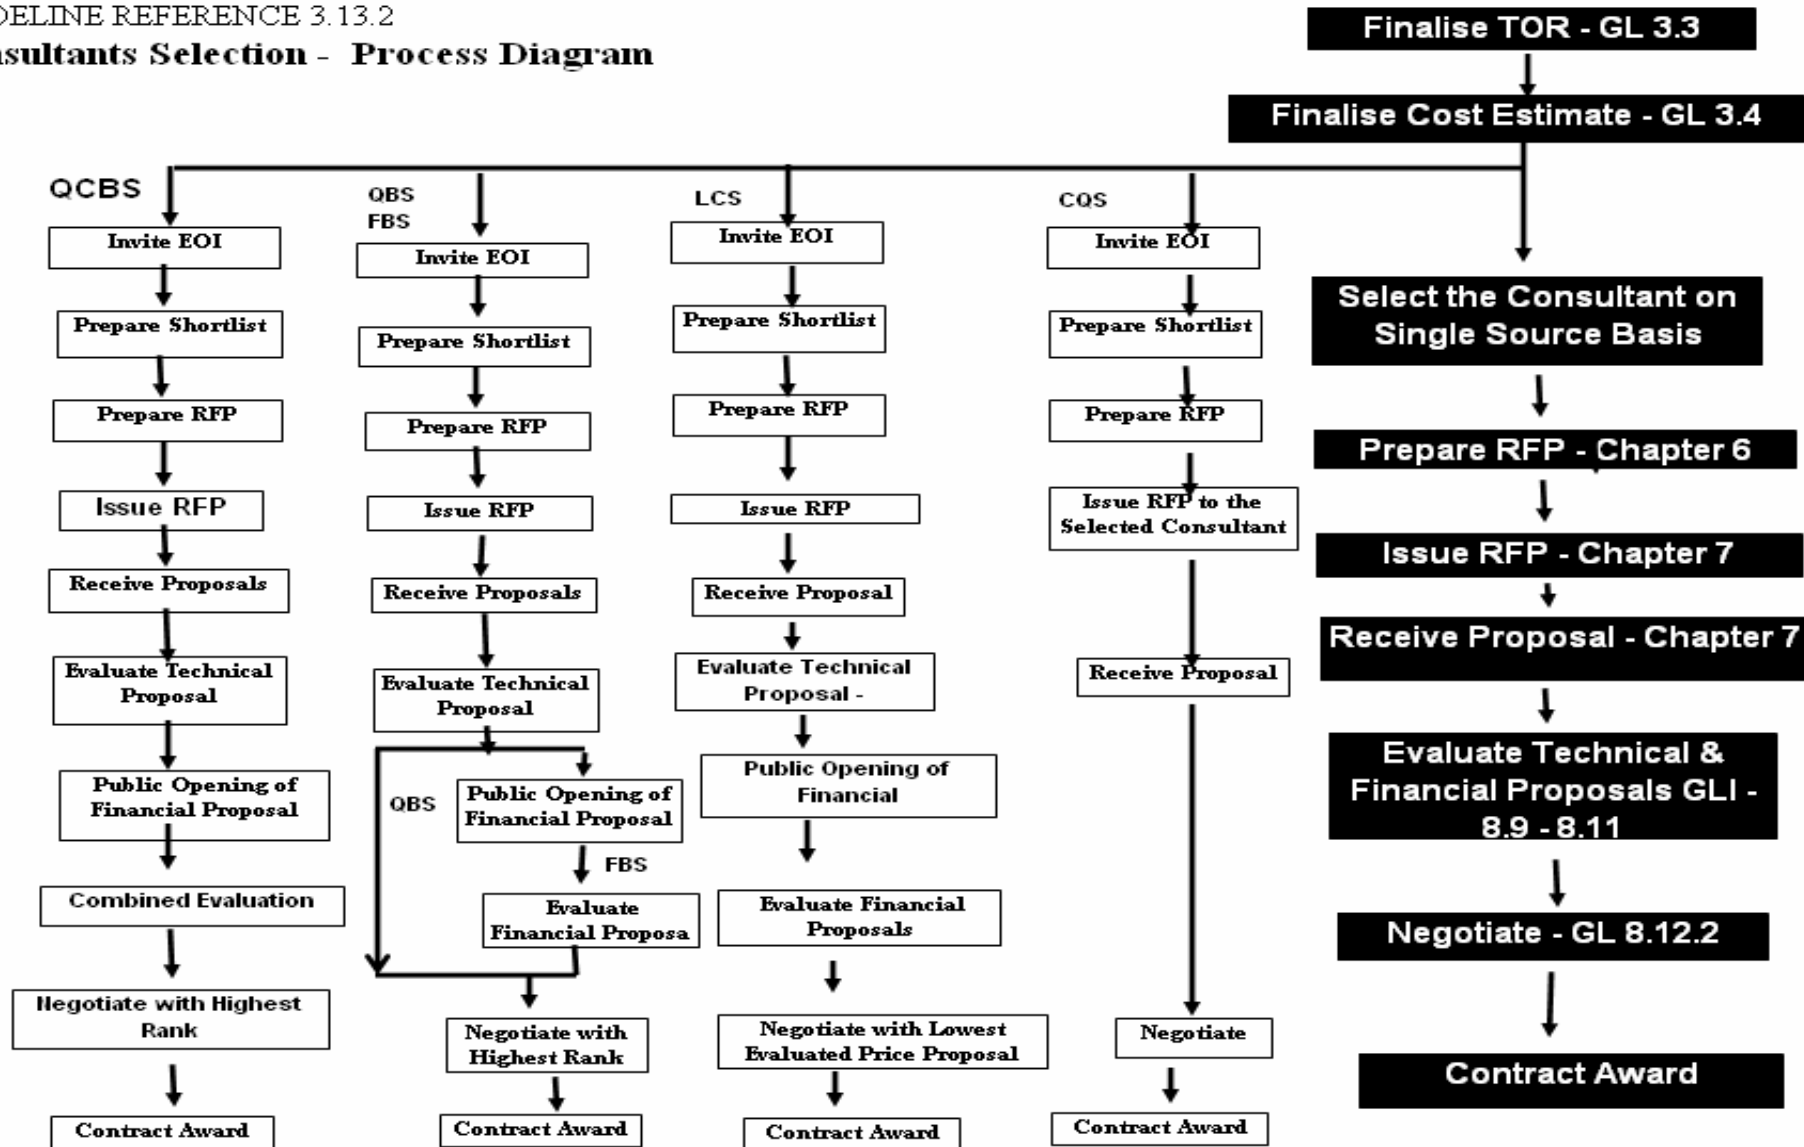 DELINE REFERENCE 3.13.2
nsultants Selection - Process Diagram
Finalise TOR - GL 3.3
Finalise Cost Estimate - GL 3.4
QCBS
Invite EOI
Prepare Shortlist
Prepare RFP
Issue RFP
Receive Proposals
Evaluate Technical
Proposal
Public Opening of
Financial Proposal
Combined Evaluation
Negotiate with Highest
Rank
Contract Award
QBS
FBS
Invite EOI
Prepare Shortlist
Prepare RFP
Issue RFP
Receive Proposals
Evaluate Technical
Proposal
QBS
Public Opening of
Financial Proposal
FBS
Evaluate
Financial Proposa
Negotiate with
Highest Rank
Contract Award
LCS
Invite EOI
Prepare Shortlist
Prepare RFP
Issue RFP
Receive Proposal
Evaluate Technical
Proposal -
Public Opening of
Financial
Evaluate Financial
Proposals
Negotiate with Lowest
Evaluated Price Proposal
Contract Award
CQS
Invite EOI
Prepare Shortlist
Prepare RFP
Issue RFP to the
Selected Consultant
Receive Proposal
Negotiate
Contract Award
Select the Consultant on
Single Source Basis
Prepare RFP - Chapter 6
Issue RFP - Chapter 7
Receive Proposal - Chapter 7
Evaluate Technical &
Financial Proposals GLI -
8.9 - 8.11
Negotiate - GL 8.12.2
Contract Award